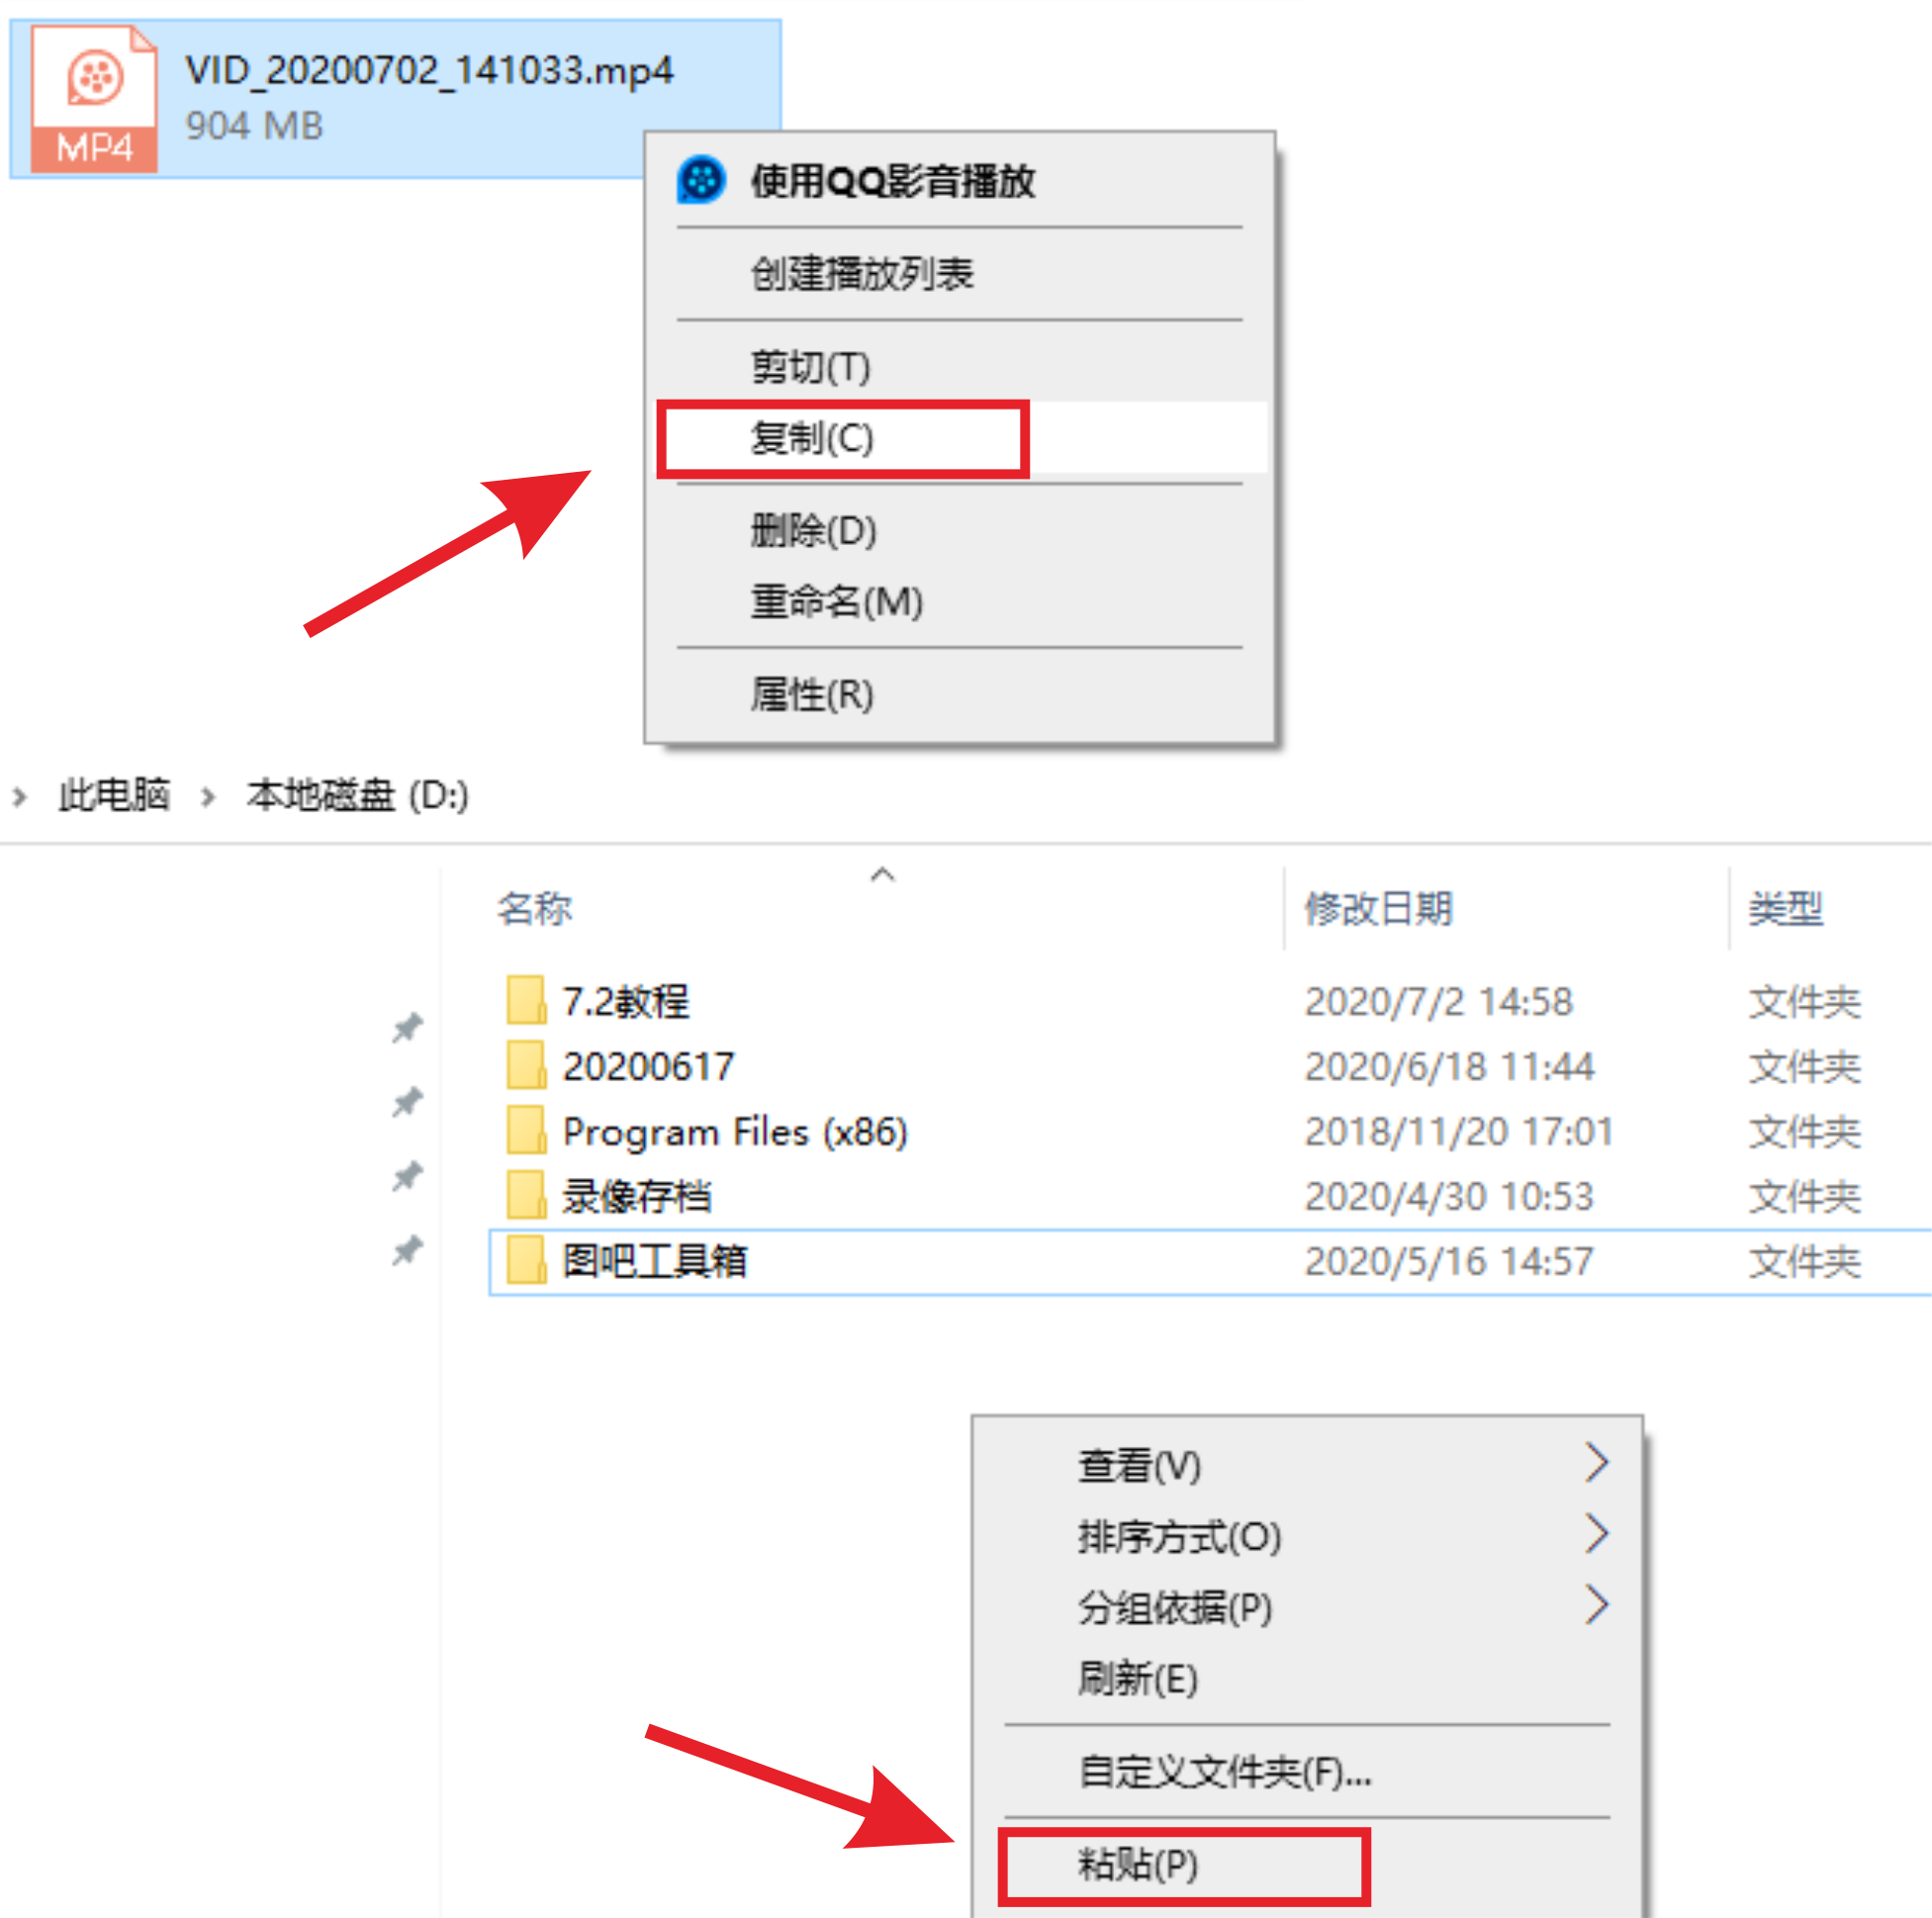 VID_20200702_141033.mp4
904 MB
MP4
使用QQ影音播放
创建播放列表
剪切(T)
复制(C)
删除(D)
重命名(M)
属性(R)
此电脑 › 本地磁盘 (D:)
名称 修改日期 类型
7.2教程 2020/7/2 14:58 文件夹
20200617 2020/6/18 11:44 文件夹
Program Files (x86) 2018/11/20 17:01 文件夹
录像存档 2020/4/30 10:53 文件夹
图吧工具箱 2020/5/16 14:57 文件夹
查看(V)
排序方式(O)
分组依据(P)
刷新(E)
自定义文件夹(F)...
粘贴(P)